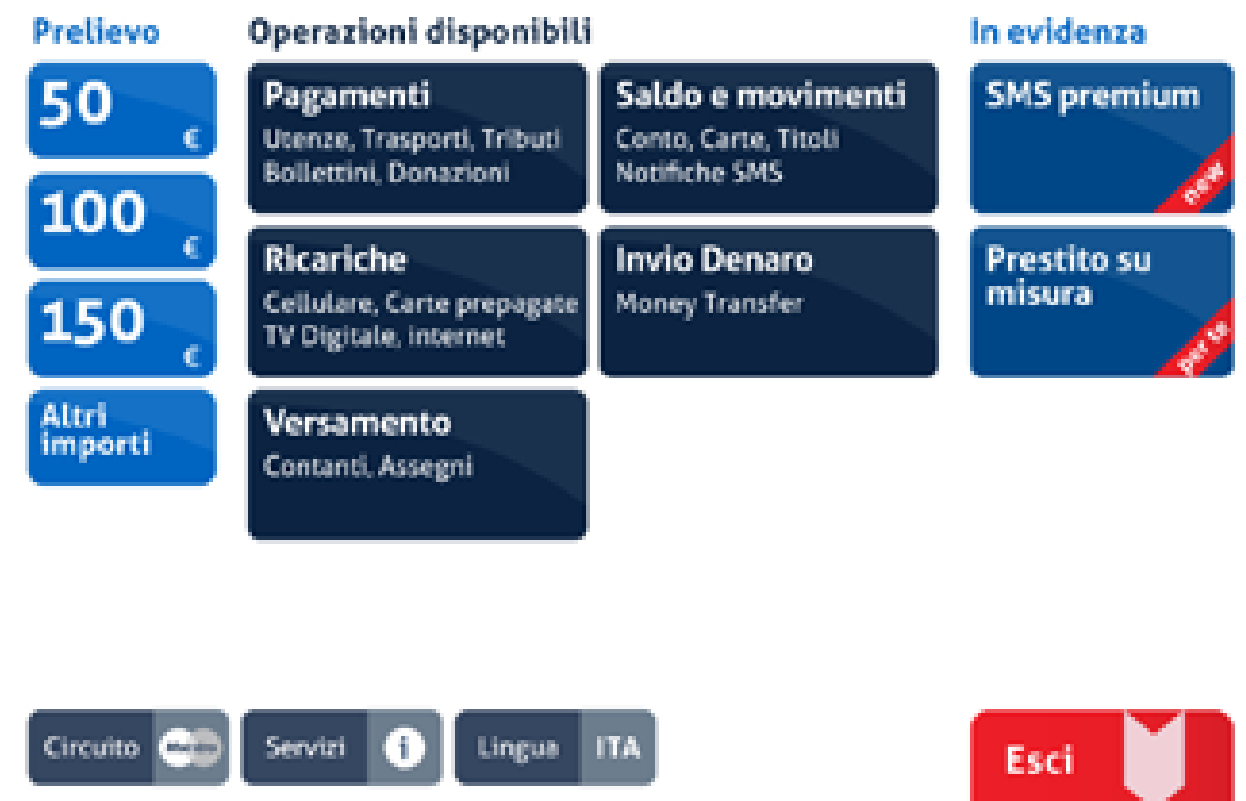 Prelievo
50
€
100
€
150
€
Altri
importi
Operazioni disponibili
Pagamenti
Utenze, Trasporti, Tributi
Bollettini, Donazioni
Saldo e movimenti
Conto, Carte, Titoli
Notifiche SMS
Ricariche
Cellulare, Carte prepagate
TV Digitale, internet
Invio Denaro
Money Transfer
Versamento
Contanti, Assegni
In evidenza
SMS premium
new
Prestito su
misura
per te
Circuito
Servizi
i
Lingua
ITA
Esci